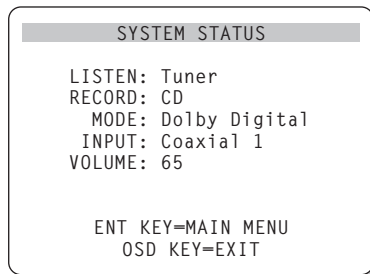 SYSTEM STATUS
LISTEN: Tuner
RECORD: CD
MODE: Dolby Digital
INPUT: Coaxial 1
VOLUME: 65
ENT KEY=MAIN MENU
OSD KEY=EXIT